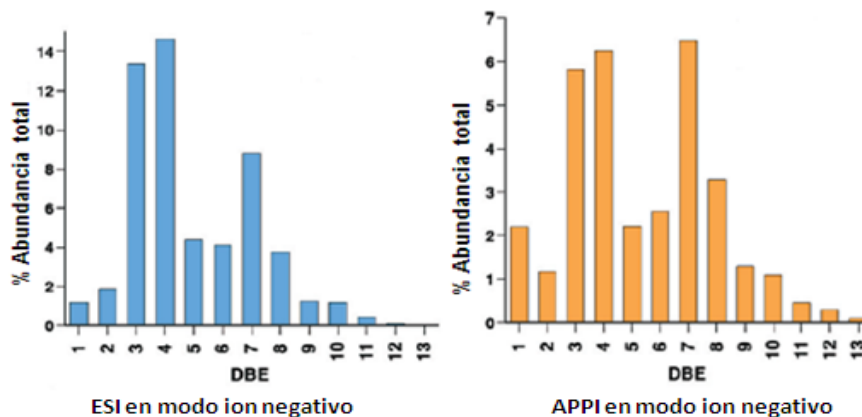 % Abundancia total
14
12
10
8
6
4
2
0
1 2 3 4 5 6 7 8 9 10 11 12 13
DBE
ESI en modo ion negativo
% Abundancia total
7
6
5
4
3
2
1
0
1 2 3 4 5 6 7 8 9 10 11 12 13
DBE
APPI en modo ion negativo